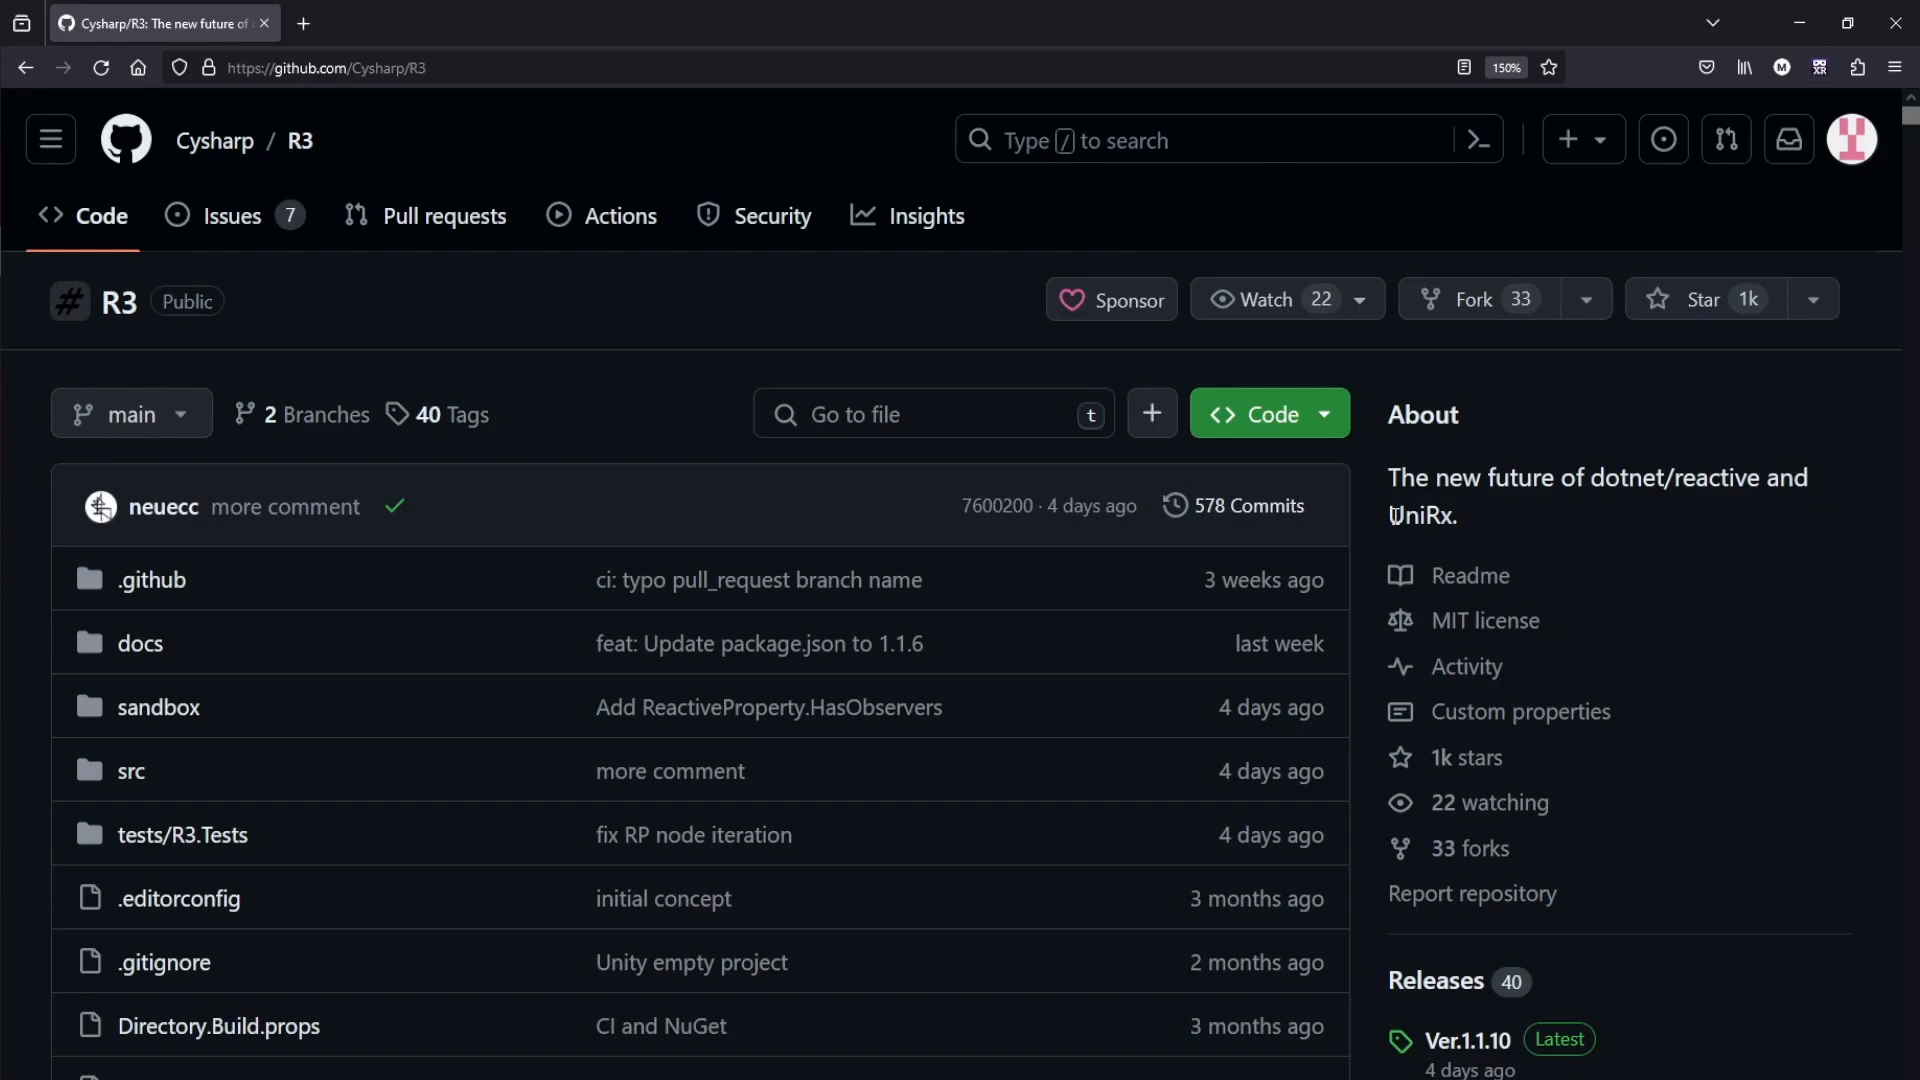 Cysharp/R3: The new future of
https://github.com/Cysharp/R3
150%
M
XR
Cysharp / R3
Type / to search
Code
Issues 7
Pull requests
Actions
Security
Insights
# R3 Public
Sponsor
Watch 22
Fork 33
Star 1k
main
2 Branches
40 Tags
Go to file t
Code
About
The new future of dotnet/reactive and
UniRx.
neuecc more comment 7600200 · 4 days ago 578 Commits
.github ci: typo pull_request branch name 3 weeks ago
docs feat: Update package.json to 1.1.6 last week
sandbox Add ReactiveProperty.HasObservers 4 days ago
src more comment 4 days ago
tests/R3.Tests fix RP node iteration 4 days ago
.editorconfig initial concept 3 months ago
.gitignore Unity empty project 2 months ago
Directory.Build.props CI and NuGet 3 months ago
Readme
MIT license
Activity
Custom properties
1k stars
22 watching
33 forks
Report repository
Releases 40
Ver.1.1.10 Latest
4 days ago